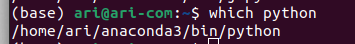 (base) ari@ari-com:~$ which python
/home/ari/anaconda3/bin/python